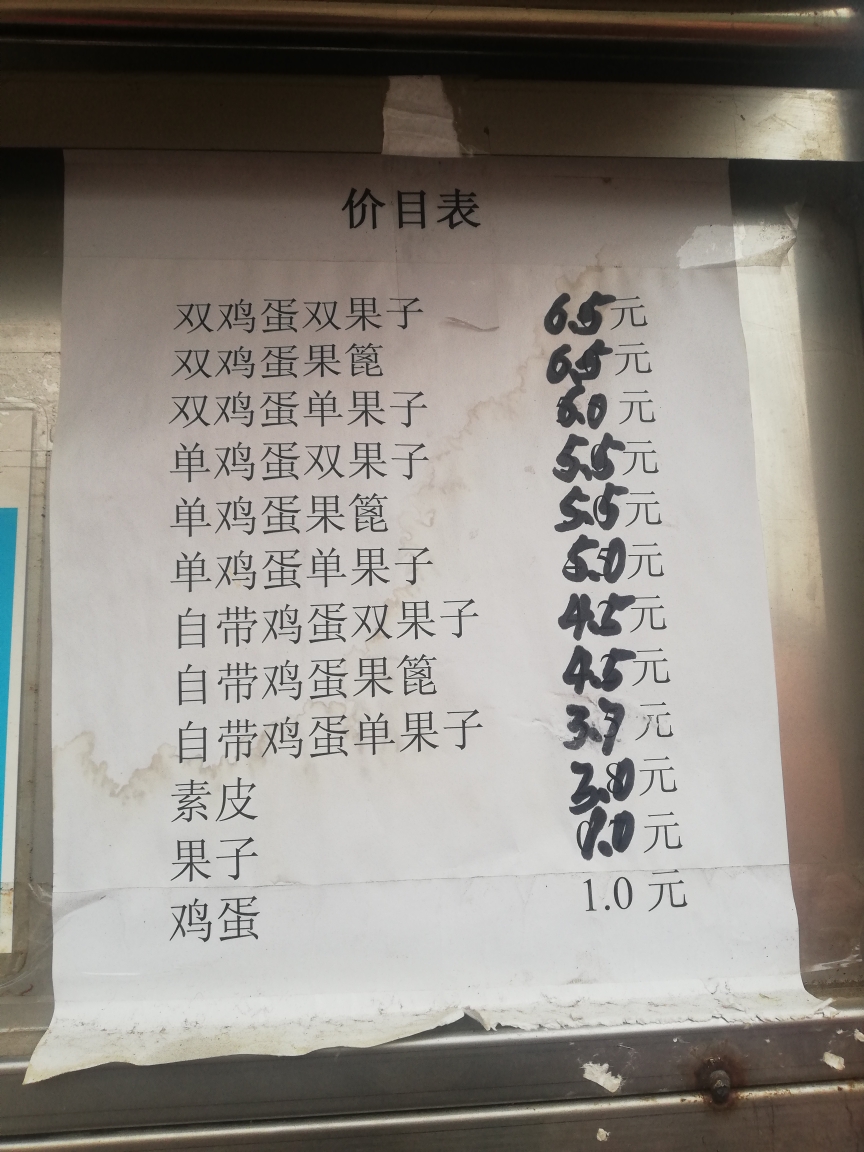 价目表
双鸡蛋双果子 6.5元
双鸡蛋果篦 6.5元
双鸡蛋单果子 6.0元
单鸡蛋双果子 5.5元
单鸡蛋果篦 5.5元
单鸡蛋单果子 5.0元
自带鸡蛋双果子 4.5元
自带鸡蛋果篦 4.5元
自带鸡蛋单果子 3.7元
素皮 3.0元
果子 1.0元
鸡蛋 1.0元